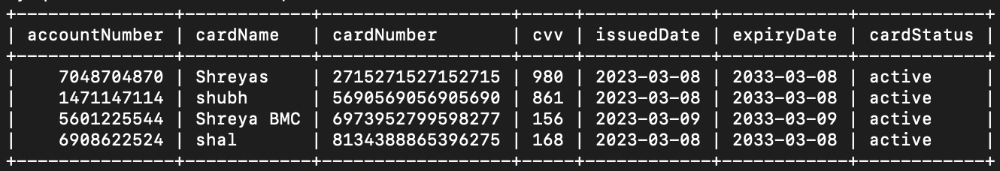 +---------------+------------+------------------+-----+------------+------------+------------+
| accountNumber | cardName   | cardNumber       | cvv | issuedDate | expiryDate | cardStatus |
+---------------+------------+------------------+-----+------------+------------+------------+
|    7048704870 | Shreyas    | 2715271527152715 | 980 | 2023-03-08 | 2033-03-08 | active     |
|    1471147114 | shubh      | 5690569056905690 | 861 | 2023-03-08 | 2033-03-08 | active     |
|    5601225544 | Shreya BMC | 6973952799598277 | 156 | 2023-03-09 | 2033-03-09 | active     |
|    6908622524 | shal       | 8134388865396275 | 168 | 2023-03-08 | 2033-03-08 | active     |
+---------------+------------+------------------+-----+------------+------------+------------+